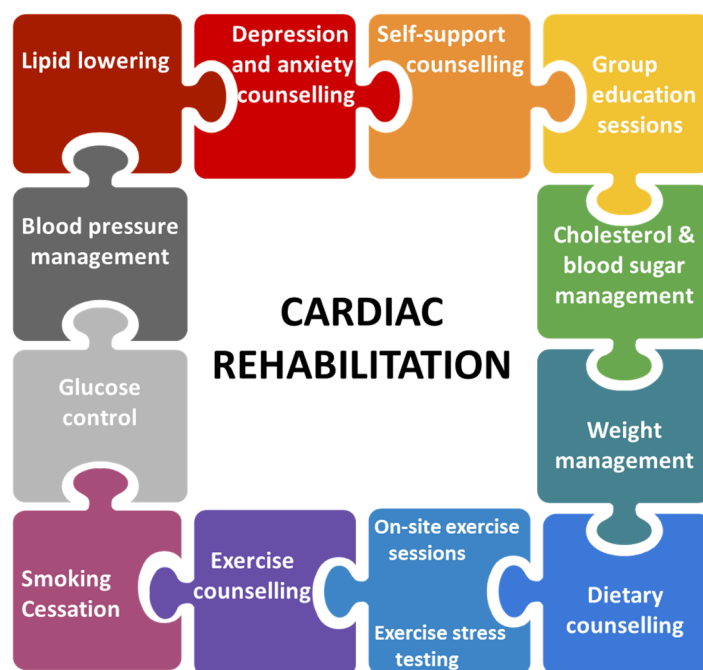 Lipid lowering
Depression
and anxiety
counselling
Self-support
counselling
Group
education
sessions
Blood pressure
management
Cholesterol &
blood sugar
management
CARDIAC
REHABILITATION
Glucose
control
Weight
management
Smoking
Cessation
Exercise
counselling
On-site exercise
sessions
Exercise stress
testing
Dietary
counselling